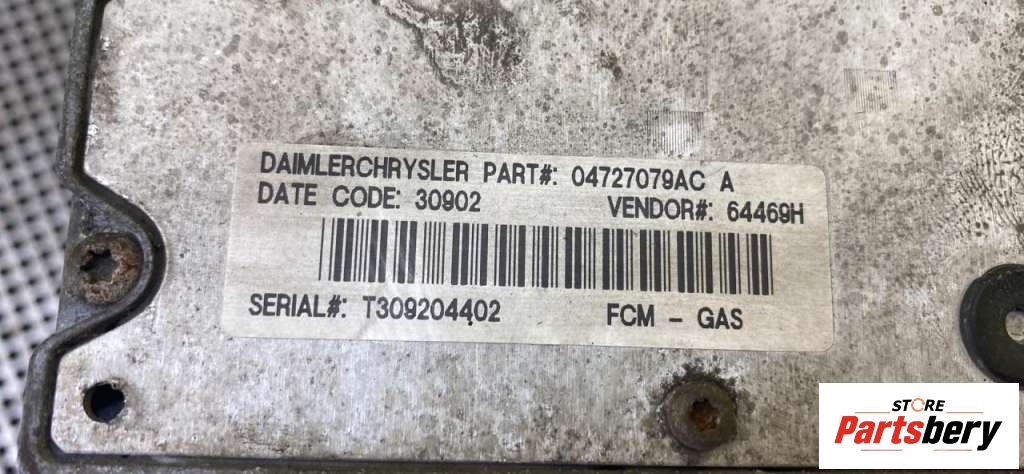 DAIMLERCHRYSLER PART#: 04727079AC A
DATE CODE: 30902 VENDOR#: 64469H
SERIAL#: T309204402 FCM - GAS
STORE
Partsbery